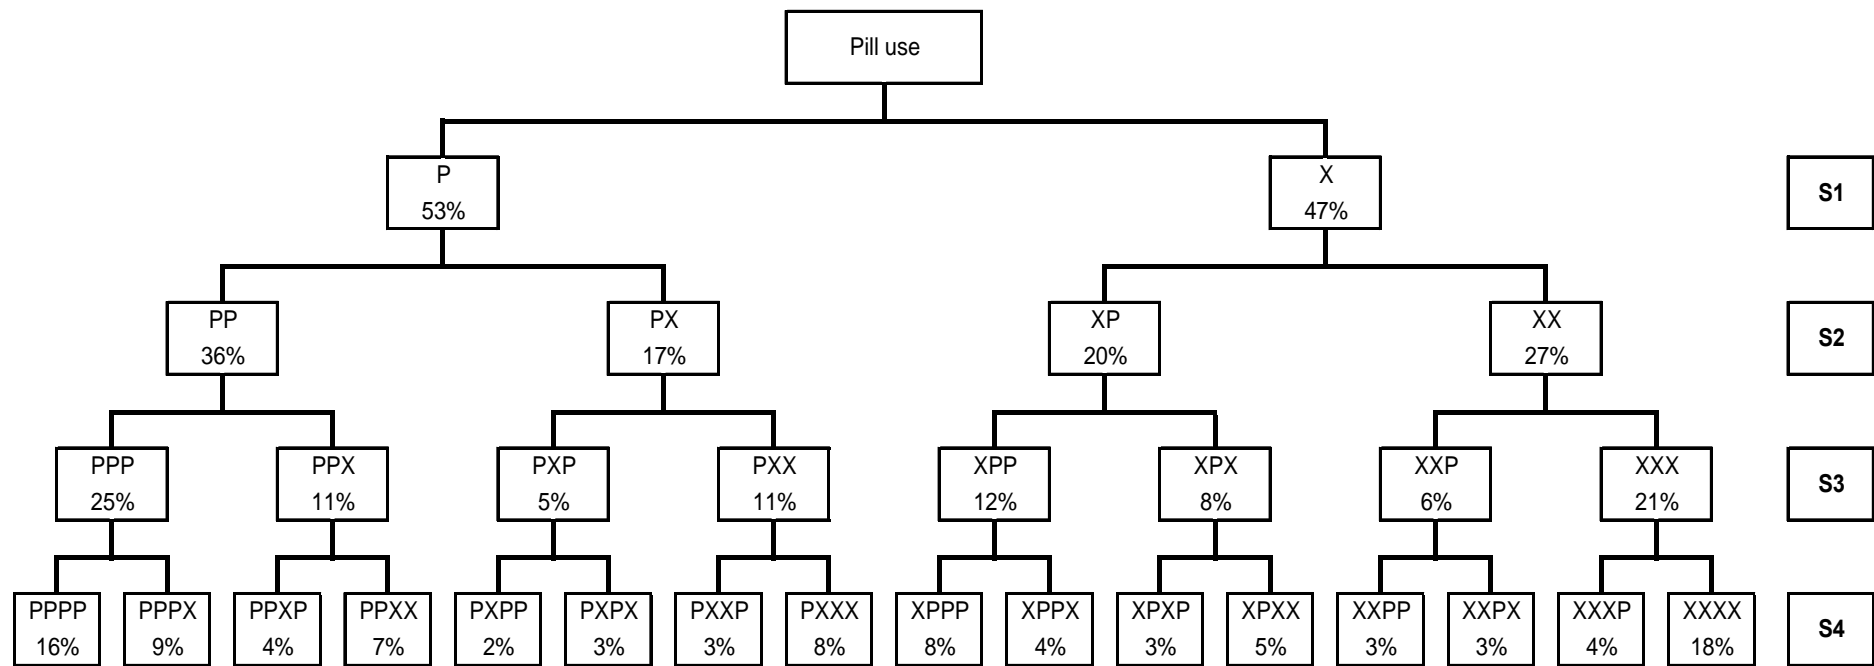 Pill use
P
53%
X
47%
S1
PP
36%
PX
17%
XP
20%
XX
27%
S2
PPP
25%
PPX
11%
PXP
5%
PXX
11%
XPP
12%
XPX
8%
XXP
6%
XXX
21%
S3
PPPP
16%
PPPX
9%
PPXP
4%
PPXX
7%
PXPP
2%
PXPX
3%
PXXP
3%
PXXX
8%
XPPP
8%
XPPX
4%
XPXP
3%
XPXX
5%
XXPP
3%
XXPX
3%
XXXP
4%
XXXX
18%
S4